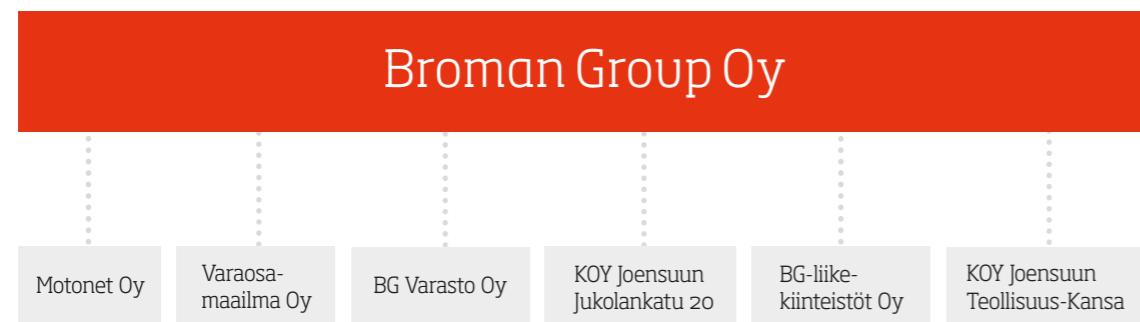 Broman Group Oy
Motonet Oy
Varaosa-
maailma Oy
BG Varasto Oy
KOY Joensuun
Jukolankatu 20
BG-liike-
kiinteistöt Oy
KOY Joensuun
Teollisuus-Kansa